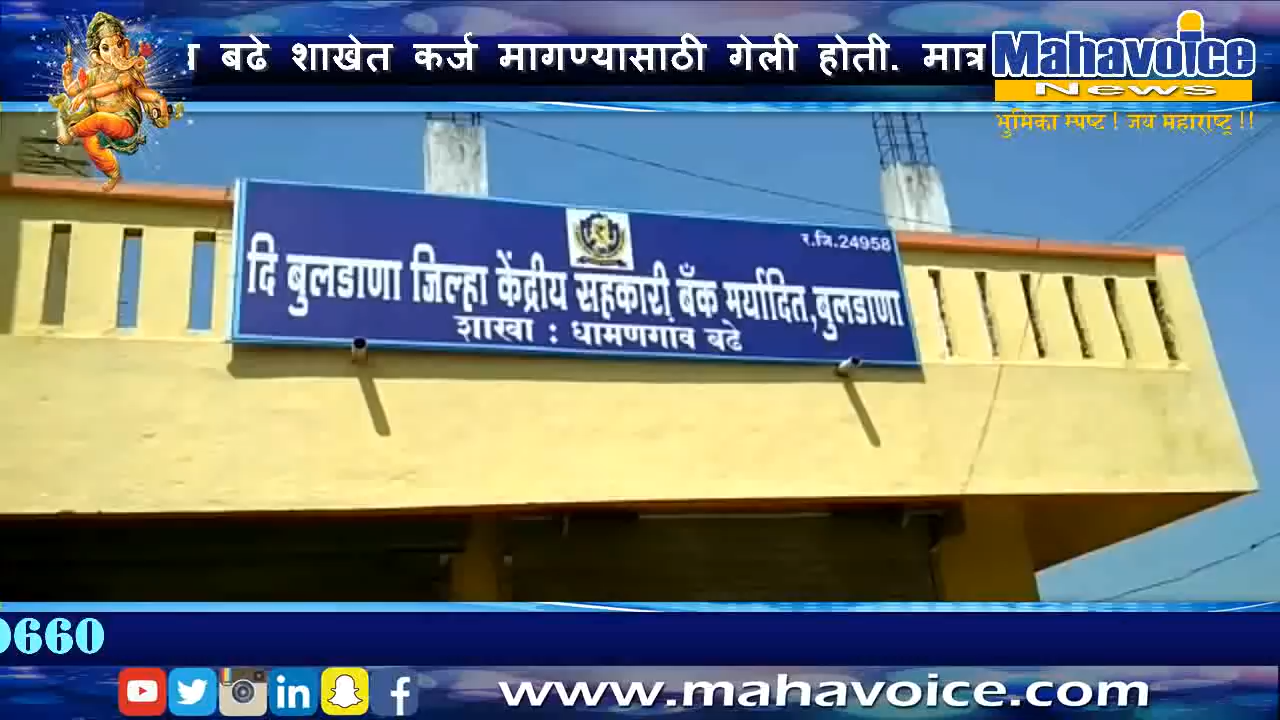 बढे शाखेत कर्ज मागण्यासाठी गेली होती. मात्र
Mahavoice
News
भुमिका स्पष्ट ! जय महाराष्ट्र !!
र.जि.24958
दि बुलडाणा जिल्हा केंद्रीय सहकारी बँक मर्यादित,बुलडाणा
शाखा : धामणगांव बढे
0660
www.mahavoice.com